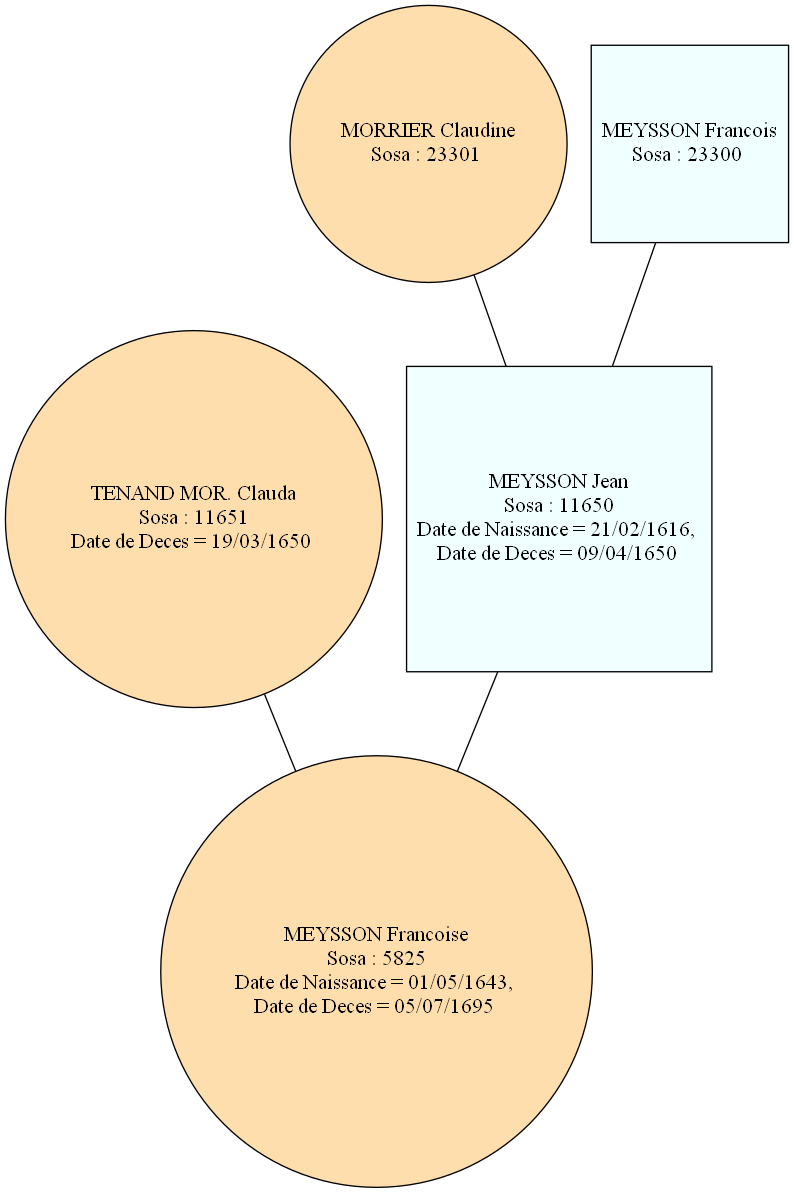 MORRIER Claudine
Sosa : 23301
MEYSSON Francois
Sosa : 23300
TENAND MOR. Clauda
Sosa : 11651
Date de Deces = 19/03/1650
MEYSSON Jean
Sosa : 11650
Date de Naissance = 21/02/1616,
Date de Deces = 09/04/1650
MEYSSON Francoise
Sosa : 5825
Date de Naissance = 01/05/1643,
Date de Deces = 05/07/1695